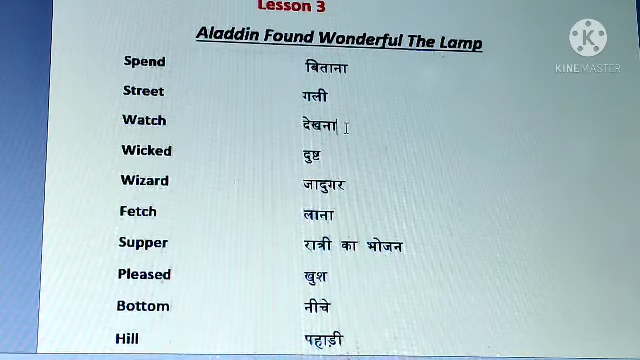 Lesson 3
Aladdin Found Wonderful The Lamp
KINEMASTER
Spend बिताना
Street गली
Watch देखना
Wicked दुष्ट
Wizard जादुगर
Fetch लाना
Supper रात्री का भोजन
Pleased खुश
Bottom नीचे
Hill पहाड़ी